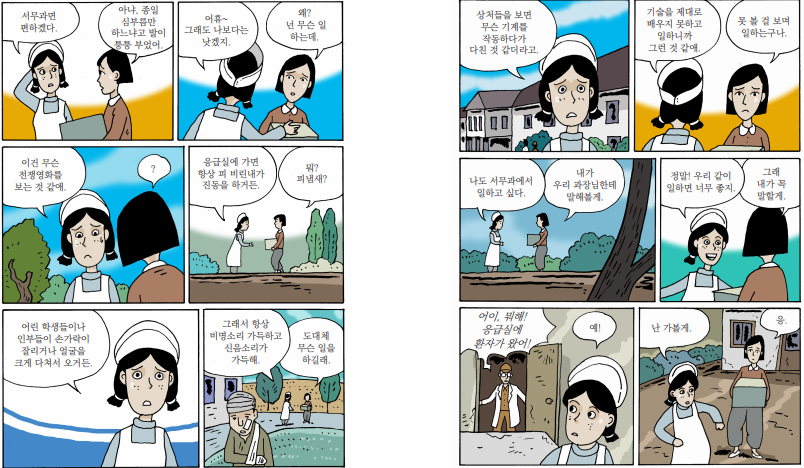 서무과면
편하겠다.
아냐, 종일
심부름만
하느냐고 발이
퉁퉁 부었어.
어휴~
그래도 나보다는
낫겠지.
왜?
넌 무슨 일
하는데.
이건 무슨
전쟁영화를
보는 것 같애.
?
응급실에 가면
항상 피 비린내가
진동을 하거든.
뭐?
피냄새?
어린 학생들이나
인부들이 손가락이
잘리거나 얼굴을
크게 다쳐서 오거든.
그래서 항상
비명소리 가득하고
신음소리가
가득해.
도대체
무슨 일을
하길래.
상처들을 보면
무슨 기계를
작동하다가
다친 것 같더라고.
기술을 제대로
배우지 못하고
일하니까
그런 것 같애.
못 볼 걸 보며
일하는구나.
나도 서무과에서
일하고 싶다.
내가
우리 과장님한테
말해볼게.
정말! 우리 같이
일하면 너무 좋지.
그래
내가 꼭
말할게.
어이, 뭐해!
응급실에
환자가 왔어!
예!
난 가볼게.
응.